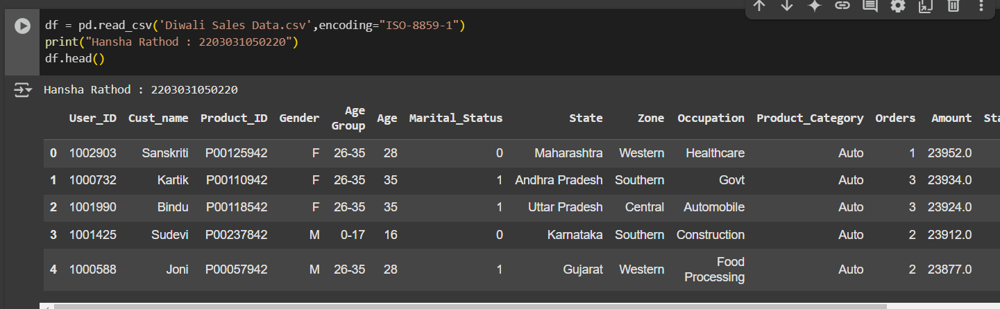 df = pd.read_csv('Diwali Sales Data.csv',encoding="ISO-8859-1")
print("Hansha Rathod : 2203031050220")
df.head()
Hansha Rathod : 2203031050220
User_ID Cust_name Product_ID Gender Age Group Age Marital_Status State Zone Occupation Product_Category Orders Amount Sta
0 1002903 Sanskriti P00125942 F 26-35 28 0 Maharashtra Western Healthcare Auto 1 23952.0
1 1000732 Kartik P00110942 F 26-35 35 1 Andhra Pradesh Southern Govt Auto 3 23934.0
2 1001990 Bindu P00118542 F 26-35 35 1 Uttar Pradesh Central Automobile Auto 3 23924.0
3 1001425 Sudevi P00237842 M 0-17 16 0 Karnataka Southern Construction Auto 2 23912.0
4 1000588 Joni P00057942 M 26-35 28 1 Gujarat Western Food Processing Auto 2 23877.0